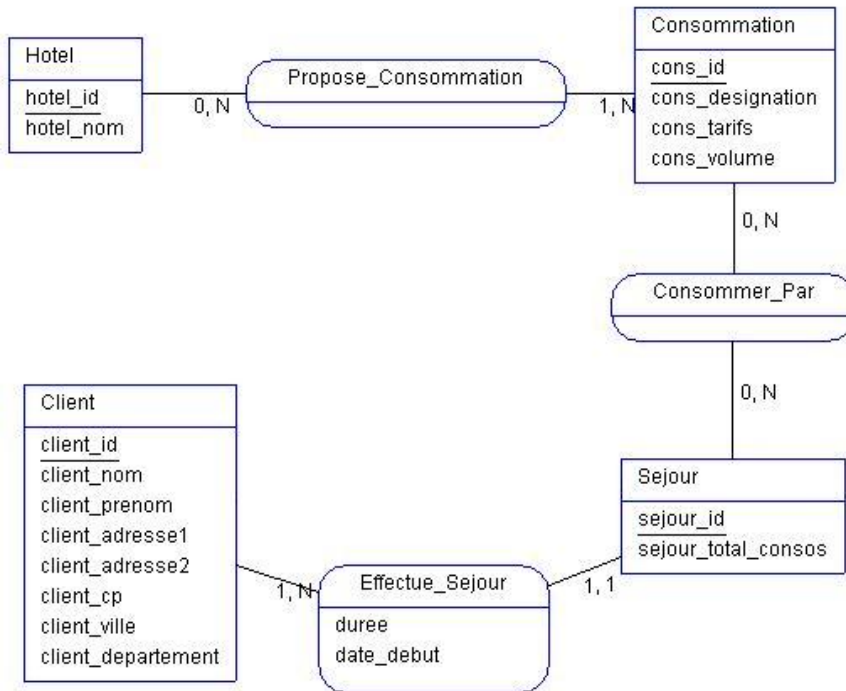 Hotel
hotel_id
hotel_nom
0, N
Propose_Consommation
1, N
Consommation
cons_id
cons_designation
cons_tarifs
cons_volume
0, N
Consommer_Par
0, N
Client
client_id
client_nom
client_prenom
client_adresse1
client_adresse2
client_cp
client_ville
client_departement
1, N
Effectue_Sejour
duree
date_debut
1, 1
Sejour
sejour_id
sejour_total_consos